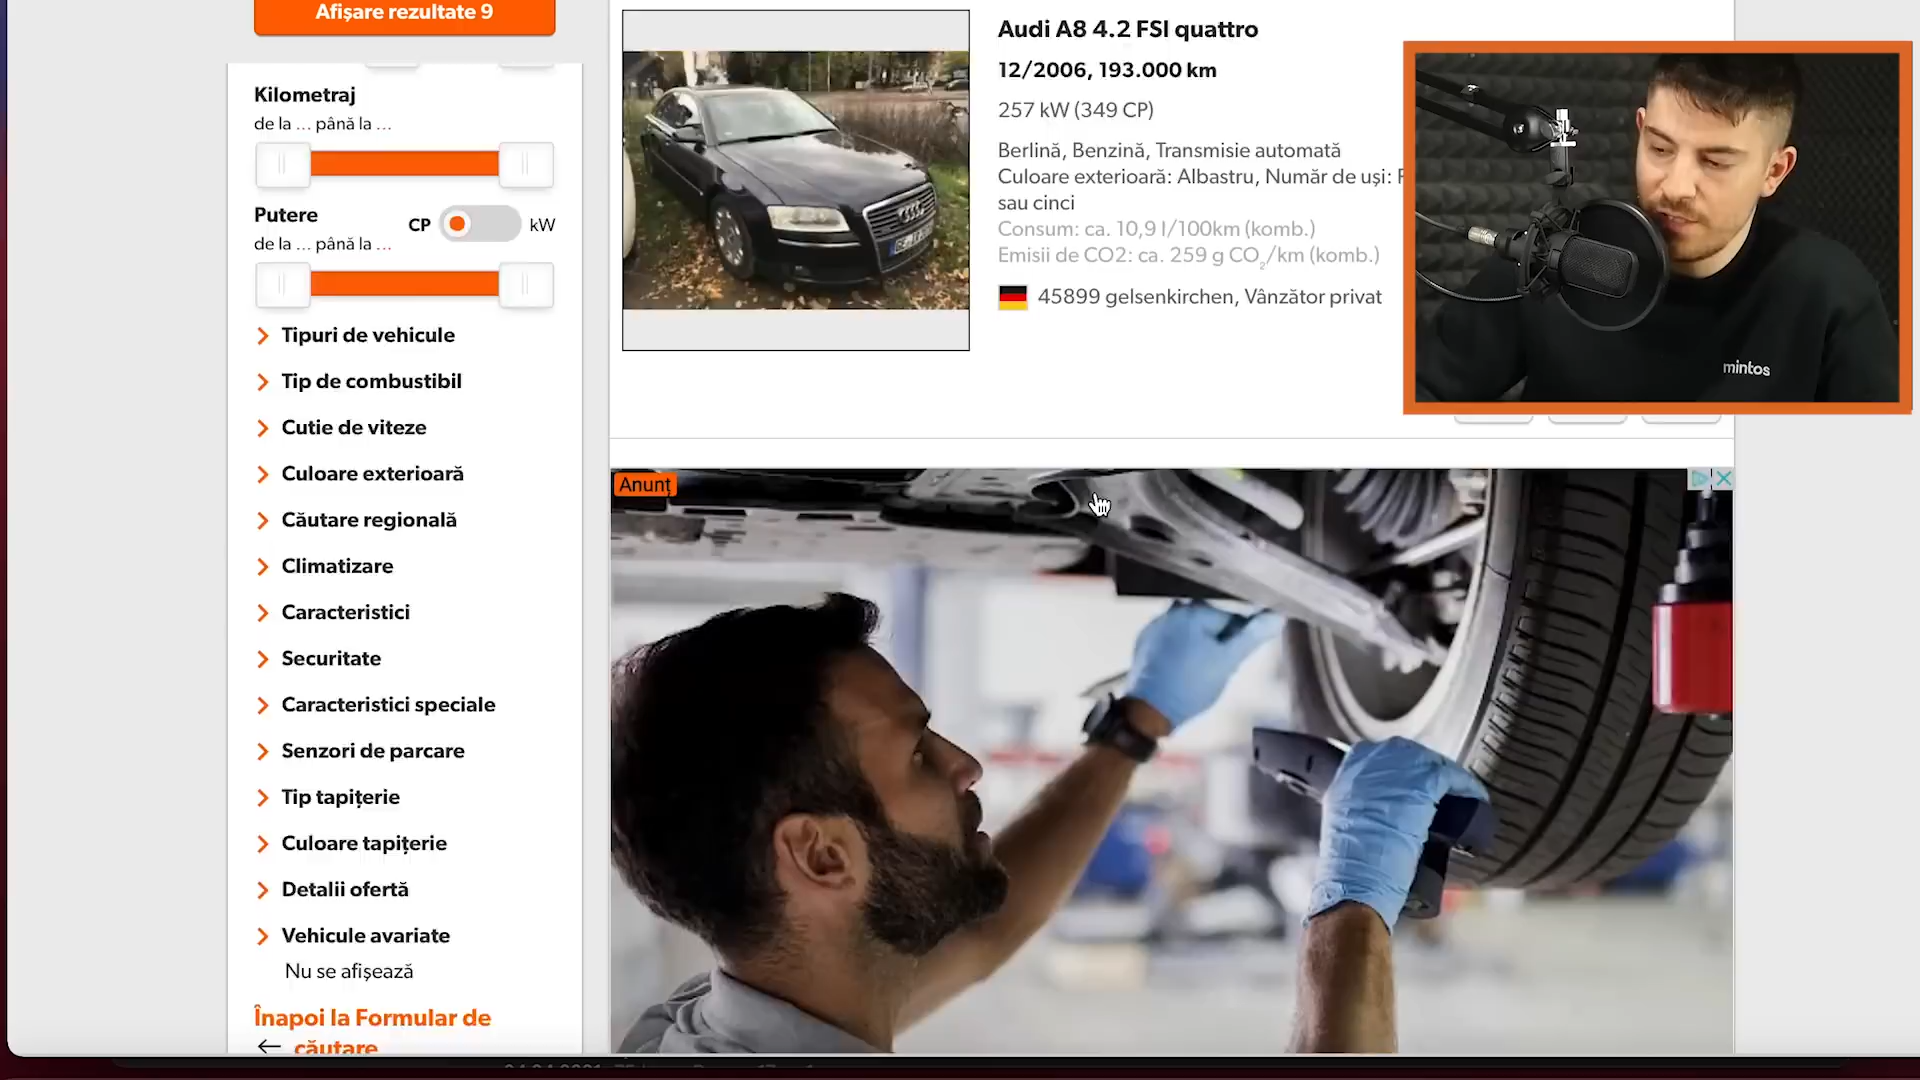 Afișare rezultate 9
Kilometraj
de la ... până la ...
Putere
de la ... până la ...
CP
kW
Tipuri de vehicule
Tip de combustibil
Cutie de viteze
Culoare exterioară
Căutare regională
Climatizare
Caracteristici
Securitate
Caracteristici speciale
Senzori de parcare
Tip tapițerie
Culoare tapițerie
Detalii ofertă
Vehicule avariate
Nu se afișează
Înapoi la Formular de
căutare
Audi A8 4.2 FSI quattro
12/2006, 193.000 km
257 kW (349 CP)
Berlină, Benzină, Transmisie automată
Culoare exterioară: Albastru, Număr de uși:
sau cinci
Consum: ca. 10,9 l/100km (komb.)
Emisii de CO2: ca. 259 g CO₂/km (komb.)
45899 gelsenkirchen, Vânzător privat
Anunț
mintos